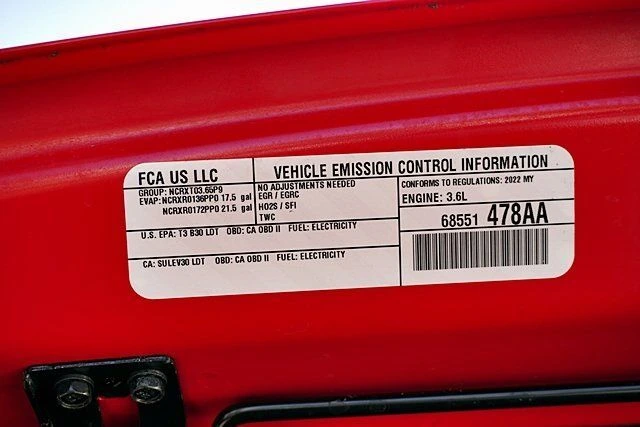 FCA US LLC
VEHICLE EMISSION CONTROL INFORMATION
GROUP: NCRXT03.65P9
EVAP: NCRXR0136PP0 17.5 gal
NCRXR0172PP0 21.5 gal
NO ADJUSTMENTS NEEDED
EGR / EGRC
HO2S / SFI
TWC
CONFORMS TO REGULATIONS: 2022 MY
ENGINE: 3.6L
68551 478AA
U.S. EPA: T3 B30 LDT OBD: CA OBD II FUEL: ELECTRICITY
CA: SULEV30 LDT OBD: CA OBD II FUEL: ELECTRICITY